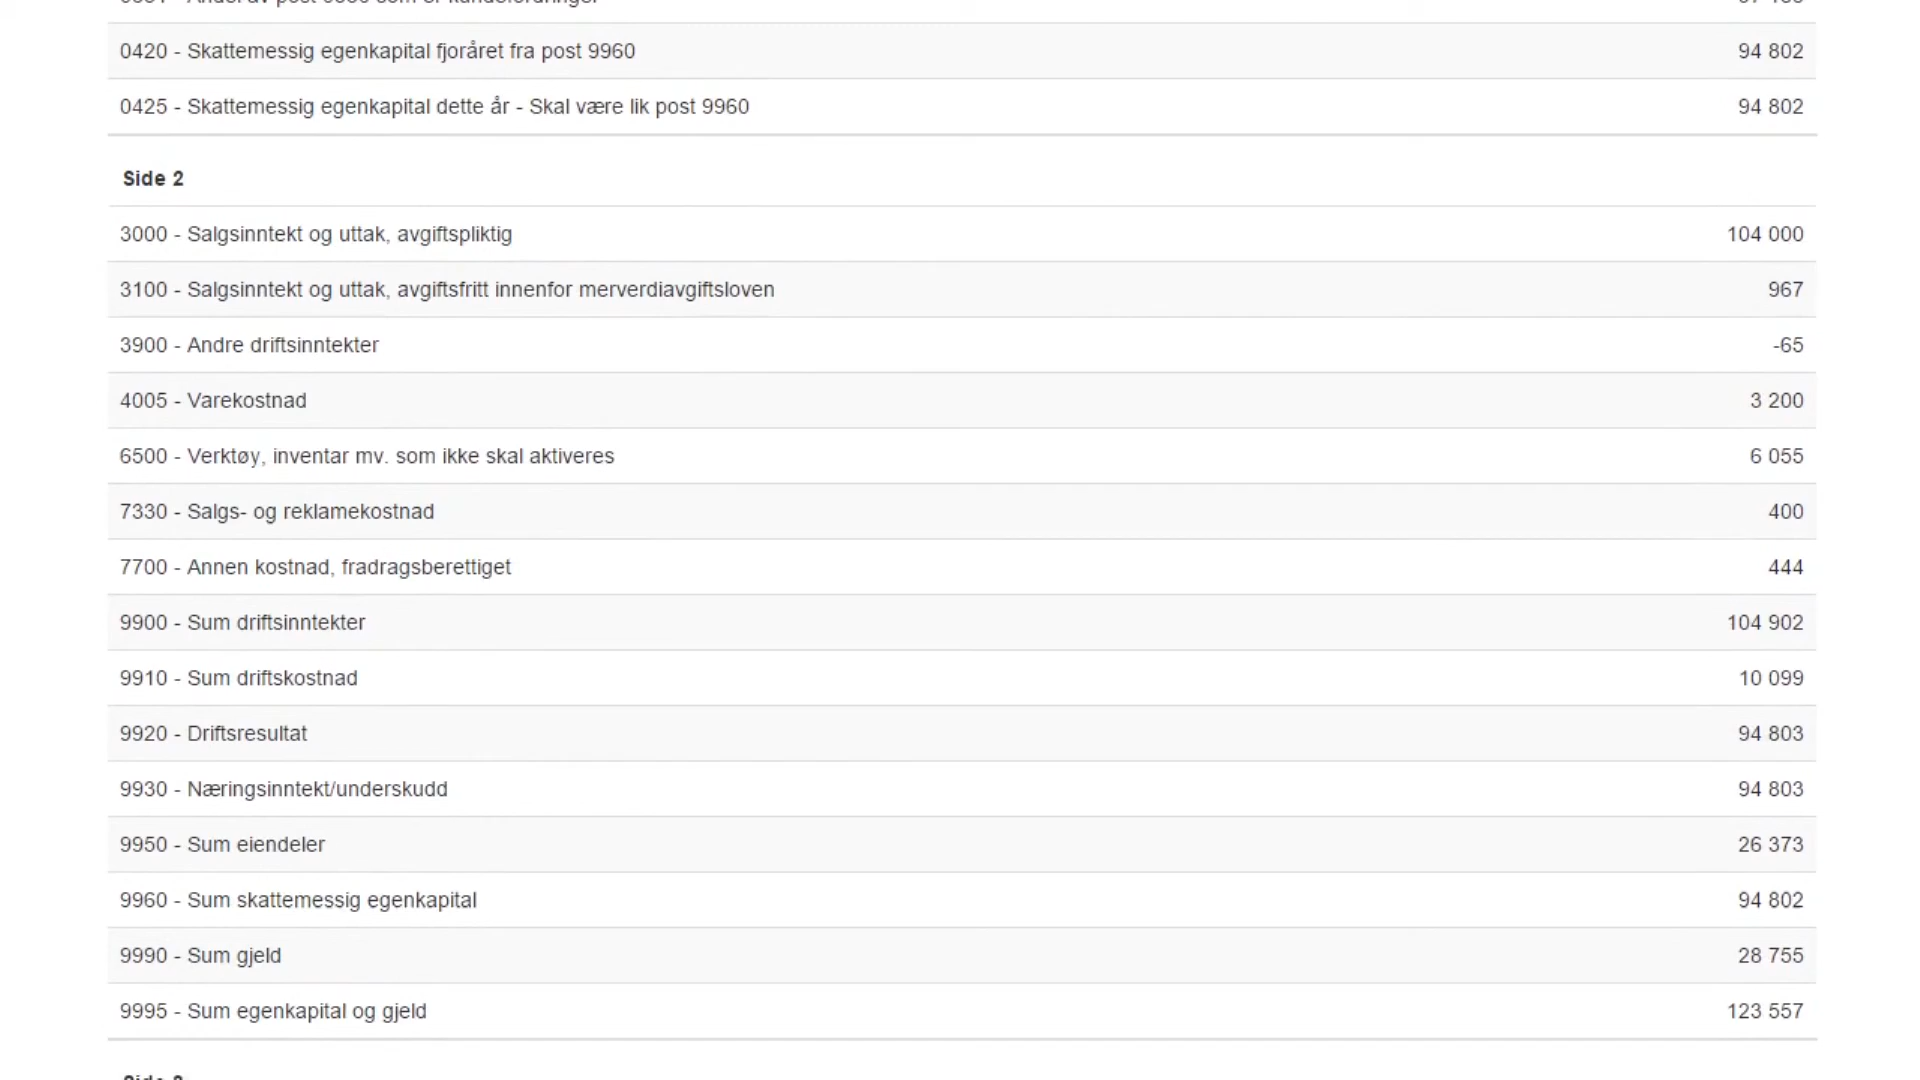 0420 - Skattemessig egenkapital fjoråret fra post 9960 94 802
0425 - Skattemessig egenkapital dette år - Skal være lik post 9960 94 802
Side 2
3000 - Salgsinntekt og uttak, avgiftspliktig 104 000
3100 - Salgsinntekt og uttak, avgiftsfritt innenfor merverdiavgiftsloven 967
3900 - Andre driftsinntekter -65
4005 - Varekostnad 3 200
6500 - Verktøy, inventar mv. som ikke skal aktiveres 6 055
7330 - Salgs- og reklamekostnad 400
7700 - Annen kostnad, fradragsberettiget 444
9900 - Sum driftsinntekter 104 902
9910 - Sum driftskostnad 10 099
9920 - Driftsresultat 94 803
9930 - Næringsinntekt/underskudd 94 803
9950 - Sum eiendeler 26 373
9960 - Sum skattemessig egenkapital 94 802
9990 - Sum gjeld 28 755
9995 - Sum egenkapital og gjeld 123 557